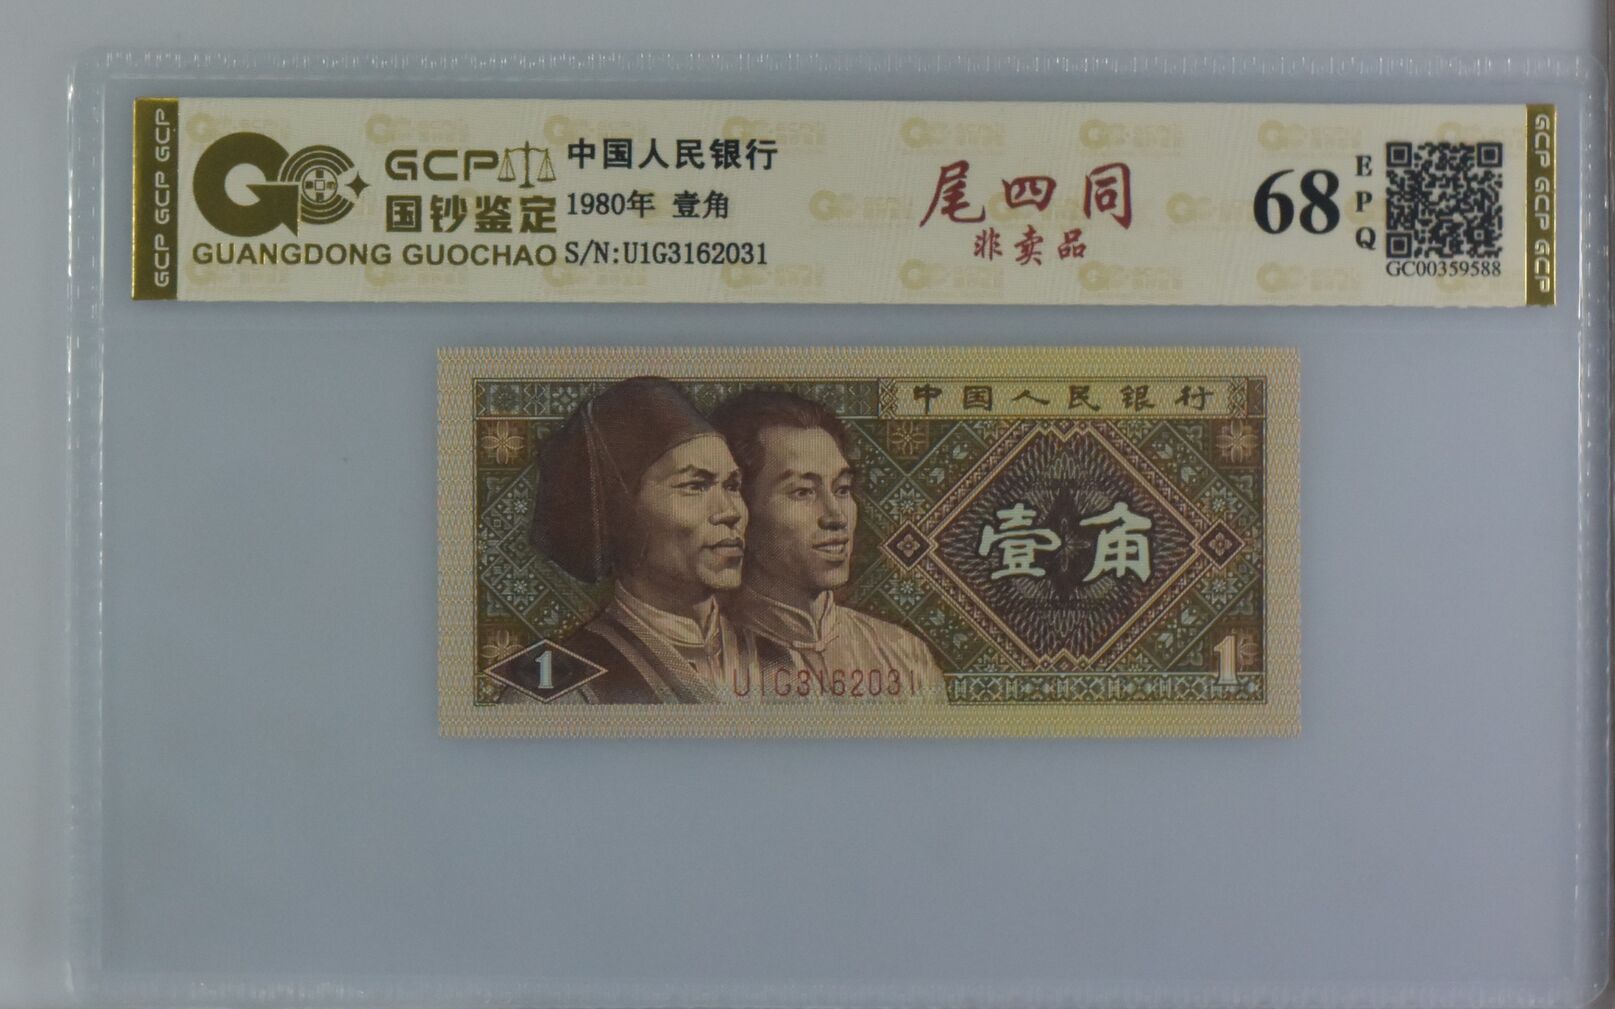 GCP GCP GCP
GCP
国钞鉴定
GUANGDONG GUOCHAO
中国人民银行
1980年 壹角
S/N:U1G3162031
尾四同
非卖品
68
EPQ
GC00359588
GCP GCP GCP
中国人民银行
壹角
1
1
U1G3162031